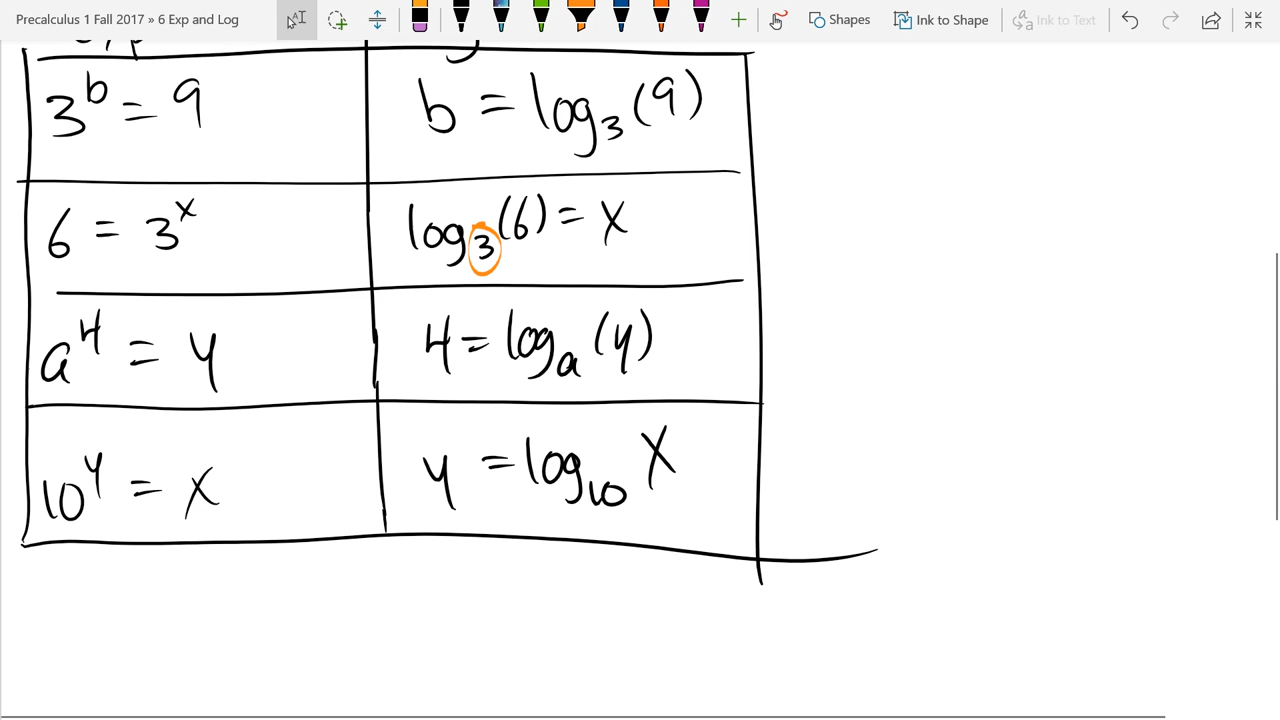 Precalculus 1 Fall 2017 » 6 Exp and Log
Shapes Ink to Shape Ink to Text
3^b = 9 b = log_3(9)
6 = 3^x log_3(6) = x
a^4 = y 4 = log_a(y)
10^y = x y = log_10 x